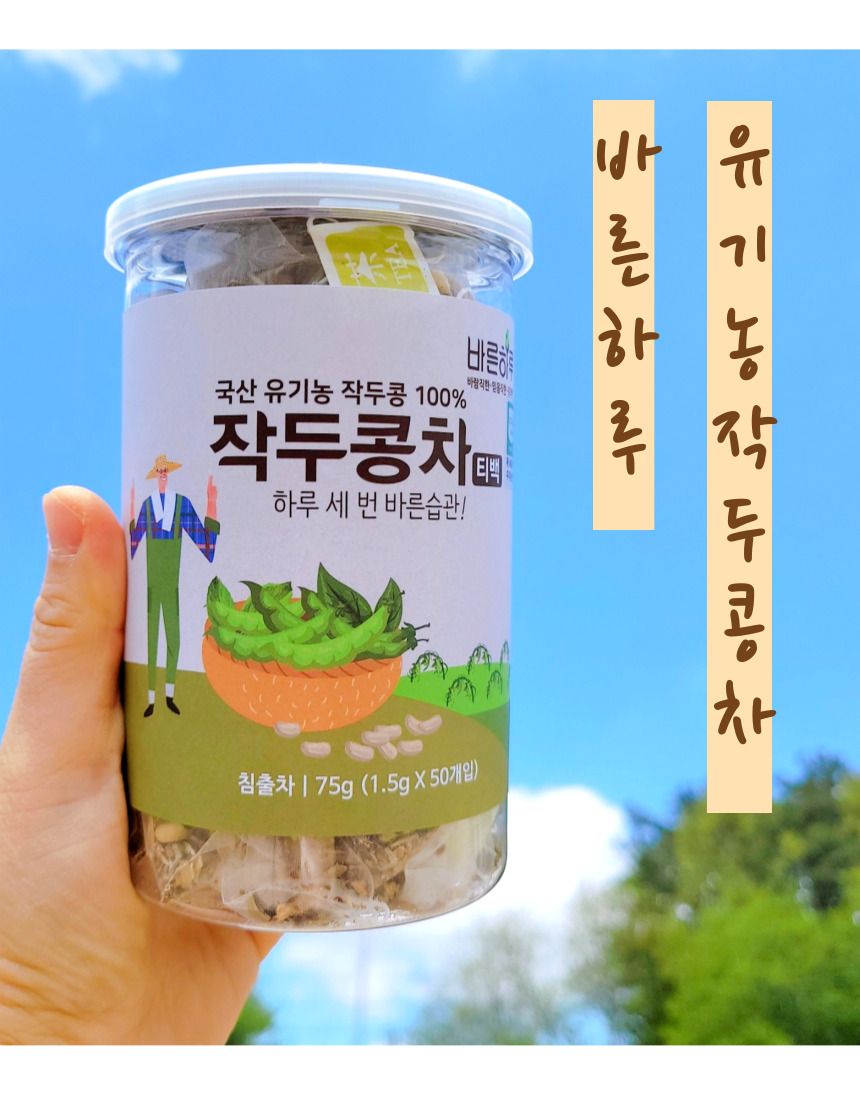 유기농작두콩차
바른하루
TEA
바른하루
국산 유기농 작두콩 100%
작두콩차
티백
하루 세 번 바른습관!
침출차 | 75g (1.5g X 50개입)